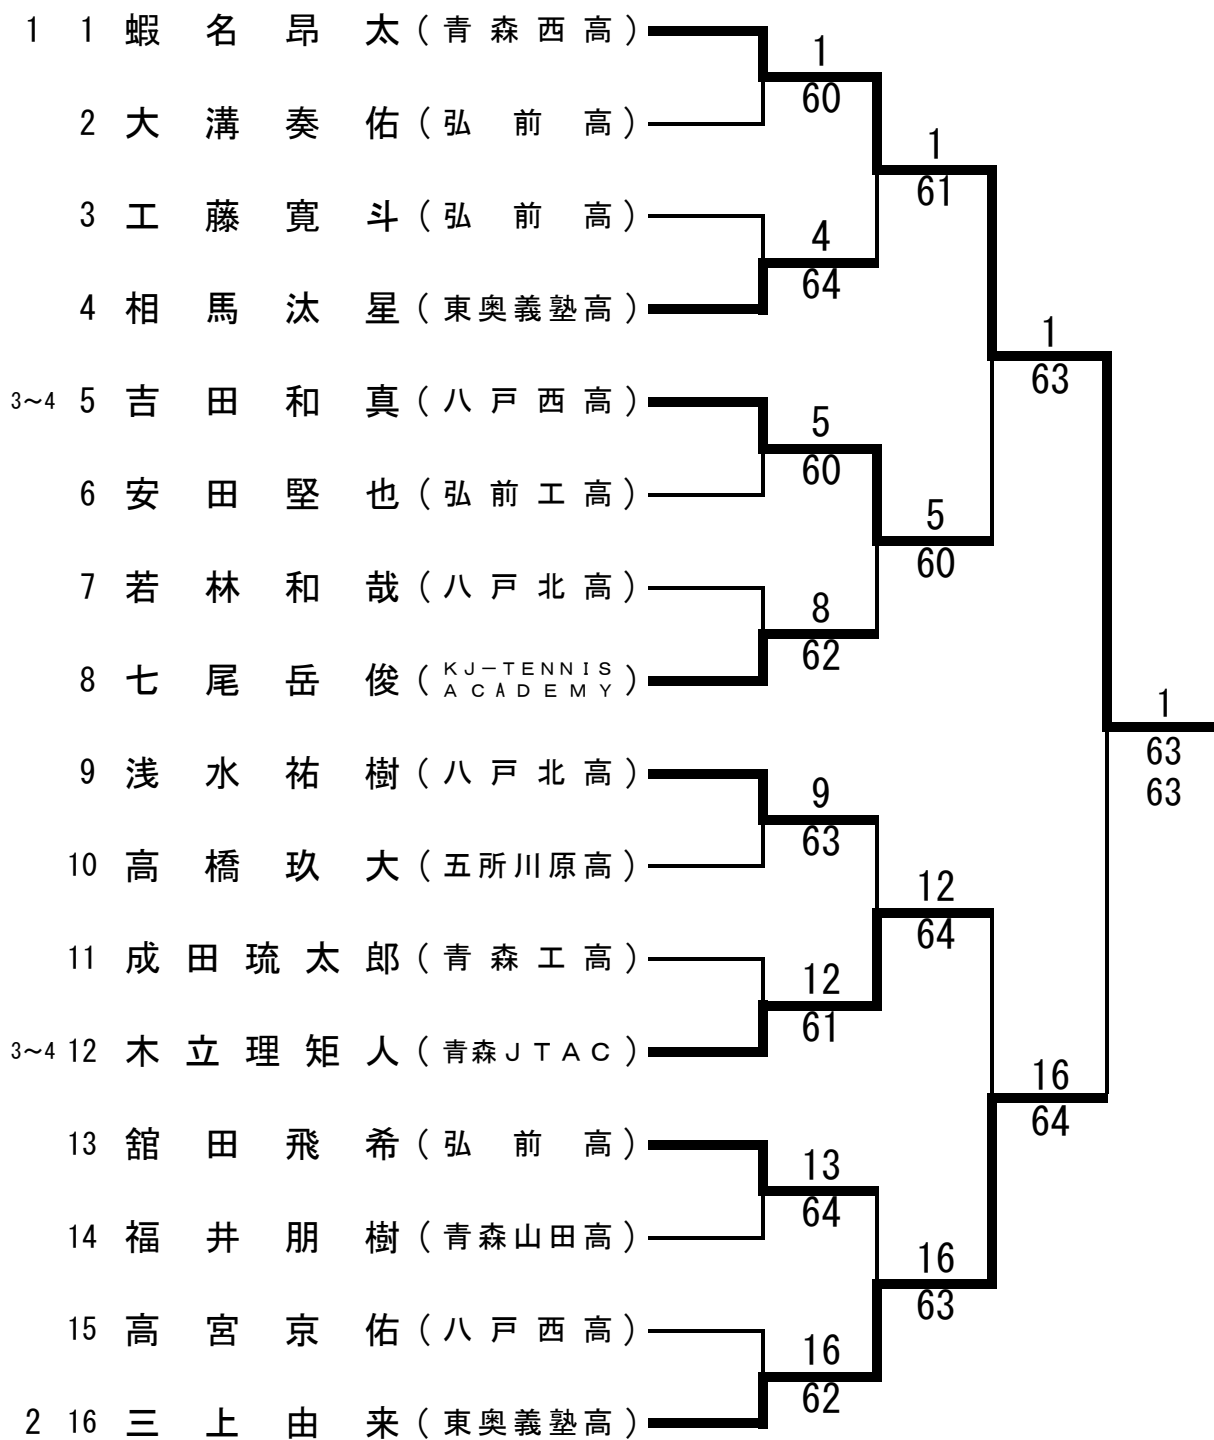 1 1 蝦名昂太(青森西高)
1
60
2 大溝奏佑(弘前高)
1
61
3 工藤寛斗(弘前高)
4
64
4 相馬汰星(東奥義塾高)
1
63
3～4 5 吉田和真(八戸西高)
5
60
6 安田堅也(弘前工高)
5
60
7 若林和哉(八戸北高)
8
62
8 七尾岳俊(KJ－TENNIS ACADEMY)
1
63
63
9 浅水祐樹(八戸北高)
9
63
10 高橋玖大(五所川原高)
12
64
11 成田琉太郎(青森工高)
12
61
3～4 12 木立理矩人(青森JTAC)
16
64
13 舘田飛希(弘前高)
13
64
14 福井朋樹(青森山田高)
16
63
15 高宮京佑(八戸西高)
16
62
2 16 三上由来(東奥義塾高)